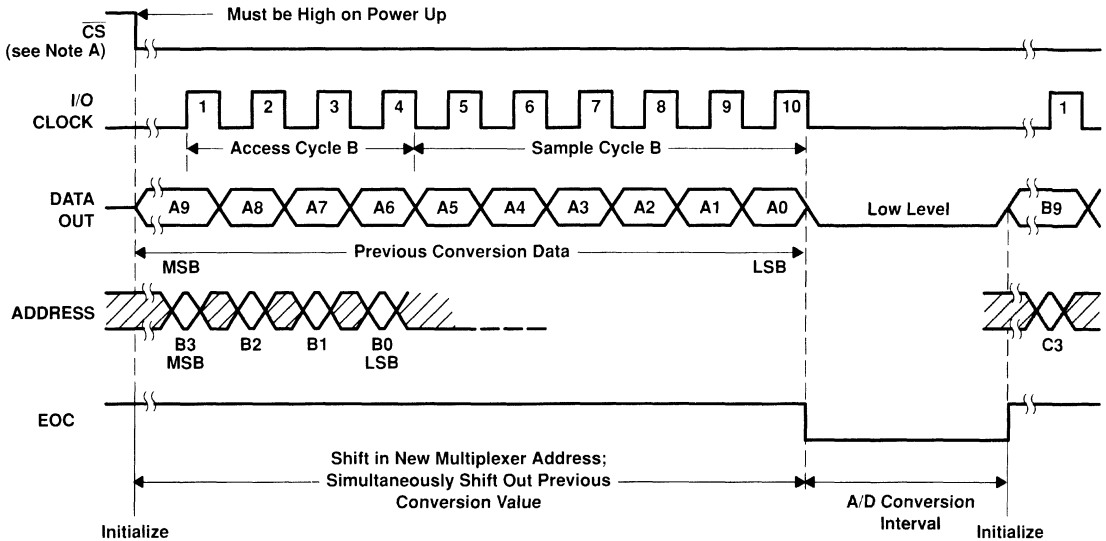 Must be High on Power Up
CS
(see Note A)
I/O
CLOCK
1 2 3 4 5 6 7 8 9 10 1
Access Cycle B
Sample Cycle B
DATA
OUT
A9 A8 A7 A6 A5 A4 A3 A2 A1 A0 Low Level B9
Previous Conversion Data
MSB
LSB
ADDRESS
B3 B2 B1 B0 C3
MSB
LSB
EOC
Shift in New Multiplexer Address;
Simultaneously Shift Out Previous
Conversion Value
A/D Conversion
Interval
Initialize
Initialize